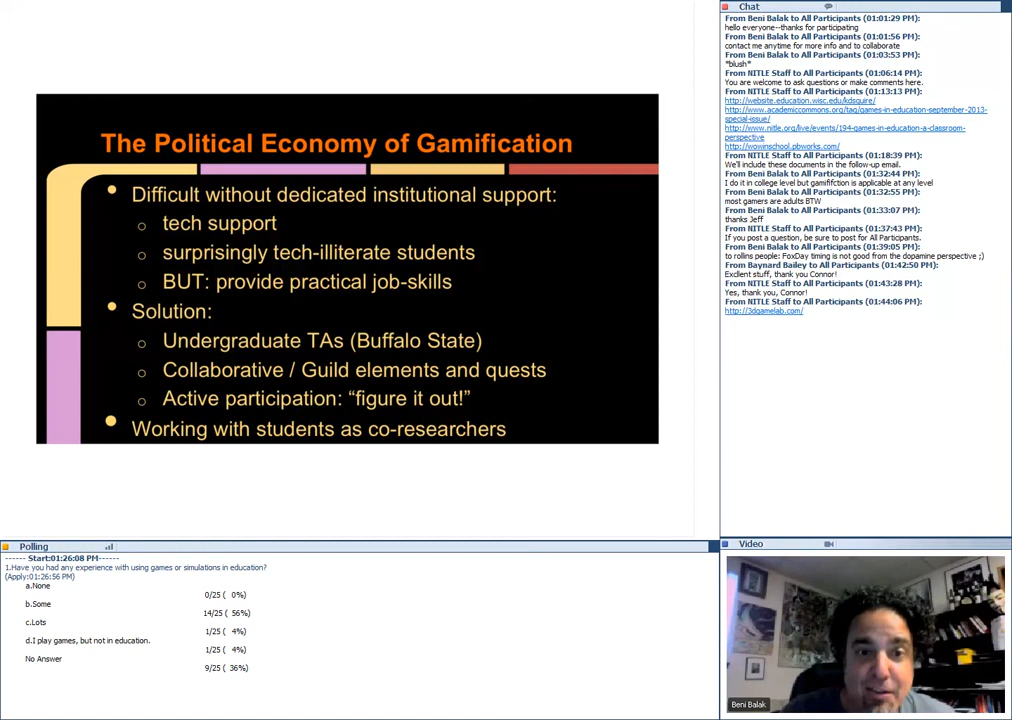 The Political Economy of Gamification
• Difficult without dedicated institutional support:
o tech support
o surprisingly tech-illiterate students
o BUT: provide practical job-skills
• Solution:
o Undergraduate TAs (Buffalo State)
o Collaborative / Guild elements and quests
o Active participation: “figure it out!”
• Working with students as co-researchers
Chat
From Beni Balak to All Participants (01:01:29 PM):
hello everyone--thanks for participating
From Beni Balak to All Participants (01:01:56 PM):
contact me anytime for more info and to collaborate
From Beni Balak to All Participants (01:03:53 PM):
*blush*
From NITLE Staff to All Participants (01:06:14 PM):
You are welcome to ask questions or make comments here.
From NITLE Staff to All Participants (01:13:13 PM):
http://website.education.wisc.edu/kdsquire/
http://www.academiccommons.org/tag/games-in-education-september-2013-
special-issue/
http://www.nitle.org/live/events/194-games-in-education-a-classroom-
perspective
http://wowinschool.pbworks.com/
From NITLE Staff to All Participants (01:18:39 PM):
We'll include these documents in the follow-up email.
From Beni Balak to All Participants (01:32:44 PM):
I do it in college level but gamififction is applicable at any level
From Beni Balak to All Participants (01:32:55 PM):
most gamers are adults BTW
From Beni Balak to All Participants (01:33:07 PM):
thanks Jeff
From NITLE Staff to All Participants (01:37:43 PM):
If you post a question, be sure to post for All Participants.
From Beni Balak to All Participants (01:39:05 PM):
to rollins people: FoxDay timing is not good from the dopamine perspective ;)
From Baynard Bailey to All Participants (01:42:50 PM):
Excllent stuff, thank you Connor!
From NITLE Staff to All Participants (01:43:28 PM):
Yes, thank you, Connor!
From NITLE Staff to All Participants (01:44:06 PM):
http://3dgamelab.com/
Polling
------ Start:01:26:08 PM------
1.Have you had any experience with using games or simulations in education?
(Apply:01:26:56 PM)
a.None
0/25 ( 0%)
b.Some
14/25 ( 56%)
c.Lots
1/25 ( 4%)
d.I play games, but not in education.
1/25 ( 4%)
No Answer
9/25 ( 36%)
Video
Beni Balak